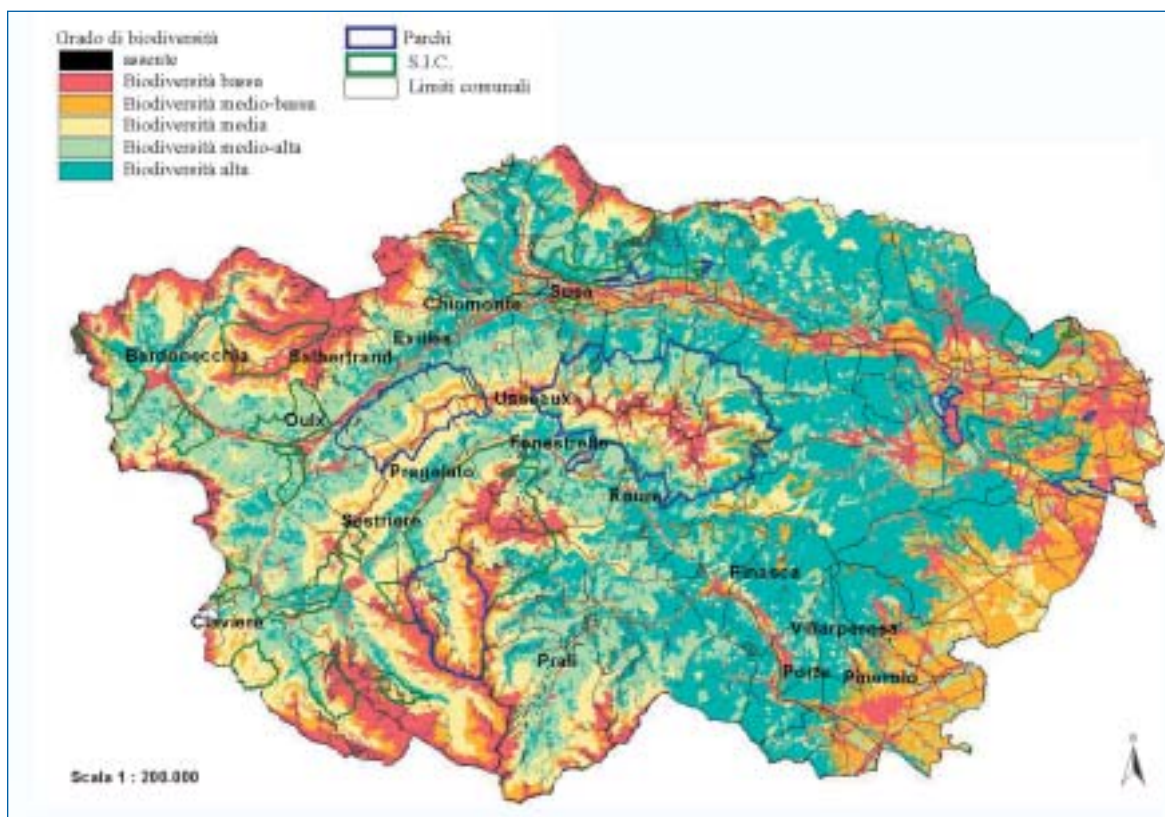 Grado di biodiversità
assente
Biodiversità bassa
Biodiversità medio-bassa
Biodiversità media
Biodiversità medio-alta
Biodiversità alta
Parchi
S.I.C.
Limiti comunali
Chiomonte
Susa
Exilles
Bardonecchia
Salbertrand
Oulx
Usseaux
Fenestrelle
Pragelato
Roure
Sestriere
Pinasca
Claviere
Villarperosa
Prali
Porte
Pinerolo
Scala 1 : 200.000